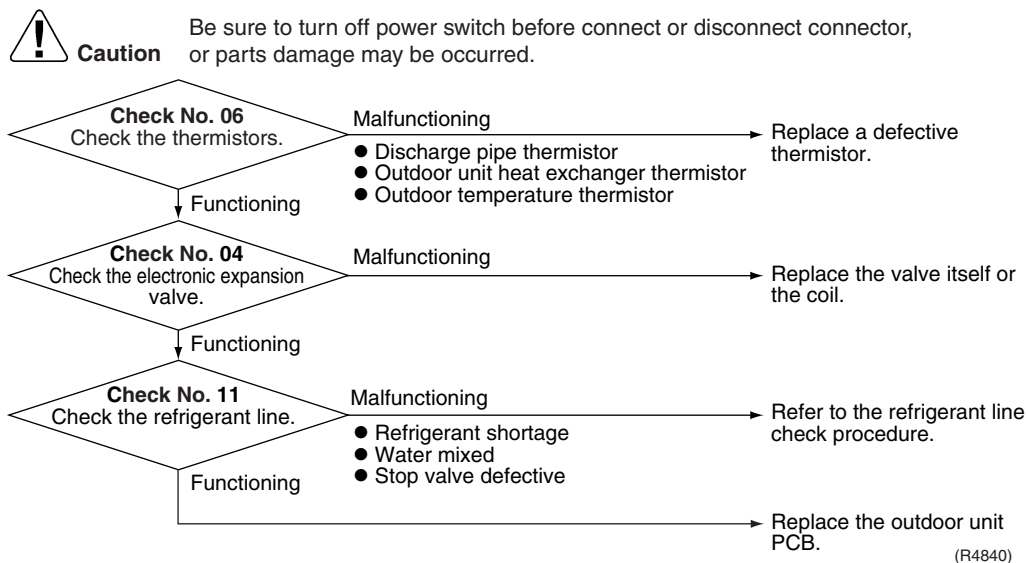 Be sure to turn off power switch before connect or disconnect connector,
Caution or parts damage may be occurred.
Check No. 06
Check the thermistors.
Malfunctioning
● Discharge pipe thermistor
● Outdoor unit heat exchanger thermistor
● Outdoor temperature thermistor
Replace a defective
thermistor.
Functioning
Check No. 04
Check the electronic expansion
valve.
Malfunctioning
Replace the valve itself or
the coil.
Functioning
Check No. 11
Check the refrigerant line.
Malfunctioning
● Refrigerant shortage
● Water mixed
● Stop valve defective
Refer to the refrigerant line
check procedure.
Functioning
Replace the outdoor unit
PCB.
(R4840)